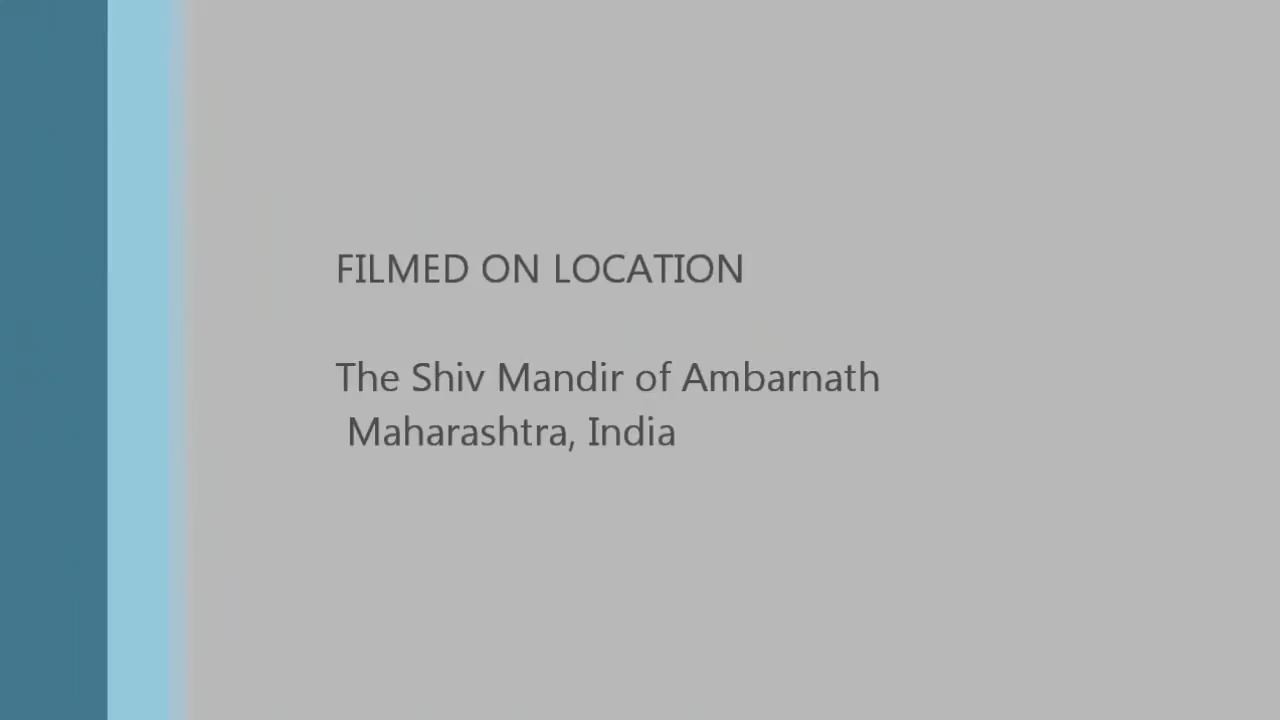 FILMED ON LOCATION
The Shiv Mandir of Ambarnath
Maharashtra, India